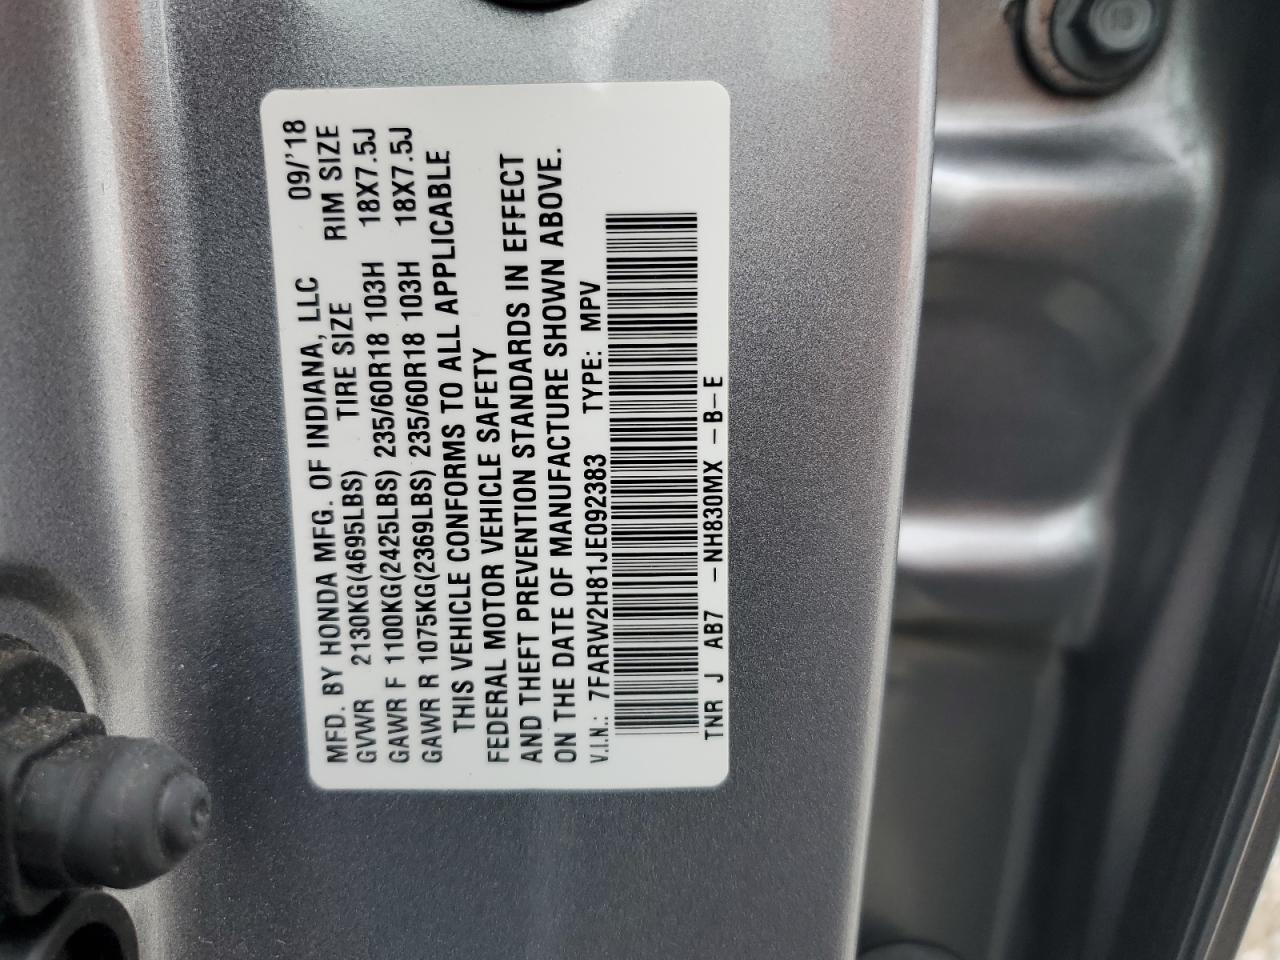 MFD. BY HONDA MFG. OF INDIANA, LLC 09/'18
GVWR 2130KG(4695LBS) TIRE SIZE RIM SIZE
GAWR F 1100KG(2425LBS) 235/60R18 103H 18X7.5J
GAWR R 1075KG(2369LBS) 235/60R18 103H 18X7.5J
THIS VEHICLE CONFORMS TO ALL APPLICABLE
FEDERAL MOTOR VEHICLE SAFETY
AND THEFT PREVENTION STANDARDS IN EFFECT
ON THE DATE OF MANUFACTURE SHOWN ABOVE.
V.I.N.: 7FARW2H81JE092383 TYPE: MPV
TNR J AB7 -NH830MX -B-E